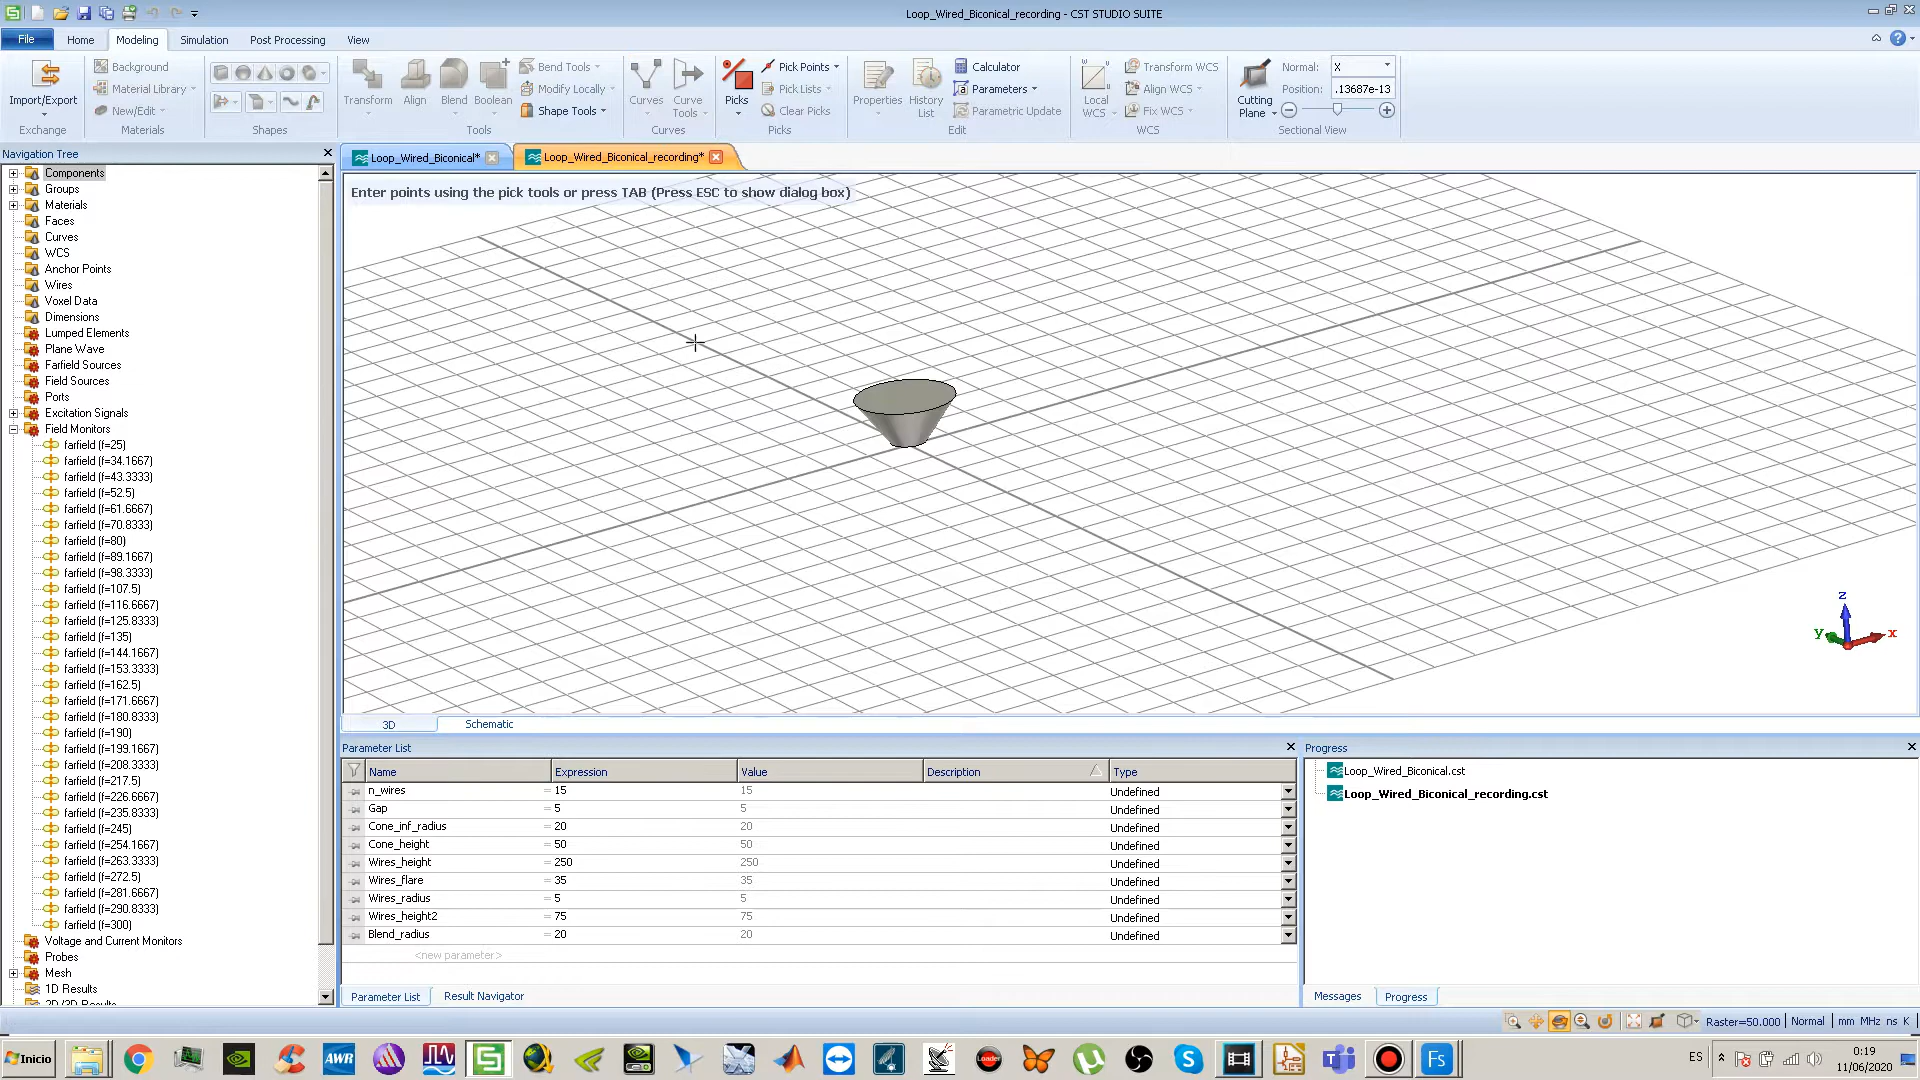 Loop_Wired_Biconical_recording - CST STUDIO SUITE
File
Home
Modeling
Simulation
Post Processing
View
Import/Export
Exchange
Background
Material Library
New/Edit
Materials
Shapes
Transform
Align
Blend
Boolean
Bend Tools
Modify Locally
Shape Tools
Tools
Curves
Curve Tools
Curves
Picks
Pick Points
Pick Lists
Clear Picks
Picks
Properties
History List
Calculator
Parameters
Parametric Update
Edit
Local WCS
Transform WCS
Align WCS
Fix WCS
WCS
Cutting Plane
Normal: X
Position: .13687e-13
Sectional View
Navigation Tree
Components
Groups
Materials
Faces
Curves
WCS
Anchor Points
Wires
Voxel Data
Dimensions
Lumped Elements
Plane Wave
Farfield Sources
Field Sources
Ports
Excitation Signals
Field Monitors
farfield (f=25)
farfield (f=34.1667)
farfield (f=43.3333)
farfield (f=52.5)
farfield (f=61.6667)
farfield (f=70.8333)
farfield (f=80)
farfield (f=89.1667)
farfield (f=98.3333)
farfield (f=107.5)
farfield (f=116.6667)
farfield (f=125.8333)
farfield (f=135)
farfield (f=144.1667)
farfield (f=153.3333)
farfield (f=162.5)
farfield (f=171.6667)
farfield (f=180.8333)
farfield (f=190)
farfield (f=199.1667)
farfield (f=208.3333)
farfield (f=217.5)
farfield (f=226.6667)
farfield (f=235.8333)
farfield (f=245)
farfield (f=254.1667)
farfield (f=263.3333)
farfield (f=272.5)
farfield (f=281.6667)
farfield (f=290.8333)
farfield (f=300)
Voltage and Current Monitors
Probes
Mesh
1D Results
2D/3D Results
Loop_Wired_Biconical*
Loop_Wired_Biconical_recording*
Enter points using the pick tools or press TAB (Press ESC to show dialog box)
z
y
x
3D
Schematic
Parameter List
Name Expression Value Description Type
n_wires = 15 15 Undefined
Gap = 5 5 Undefined
Cone_inf_radius = 20 20 Undefined
Cone_height = 50 50 Undefined
Wires_height = 250 250 Undefined
Wires_flare = 35 35 Undefined
Wires_radius = 5 5 Undefined
Wires_height2 = 75 75 Undefined
Blend_radius = 20 20 Undefined
<new parameter>
Parameter List
Result Navigator
Progress
Loop_Wired_Biconical.cst
Loop_Wired_Biconical_recording.cst
Messages
Progress
Raster=50.000 Normal mm MHz ns K
Inicio
AWR
Loader
Fs
ES
0:19
11/06/2020